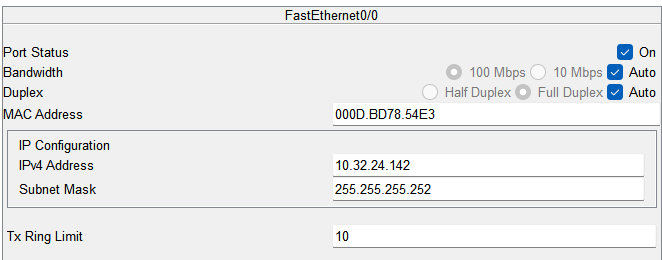 FastEthernet0/0
Port Status On
Bandwidth 100 Mbps 10 Mbps Auto
Duplex Half Duplex Full Duplex Auto
MAC Address 000D.BD78.54E3
IP Configuration
IPv4 Address 10.32.24.142
Subnet Mask 255.255.255.252
Tx Ring Limit 10